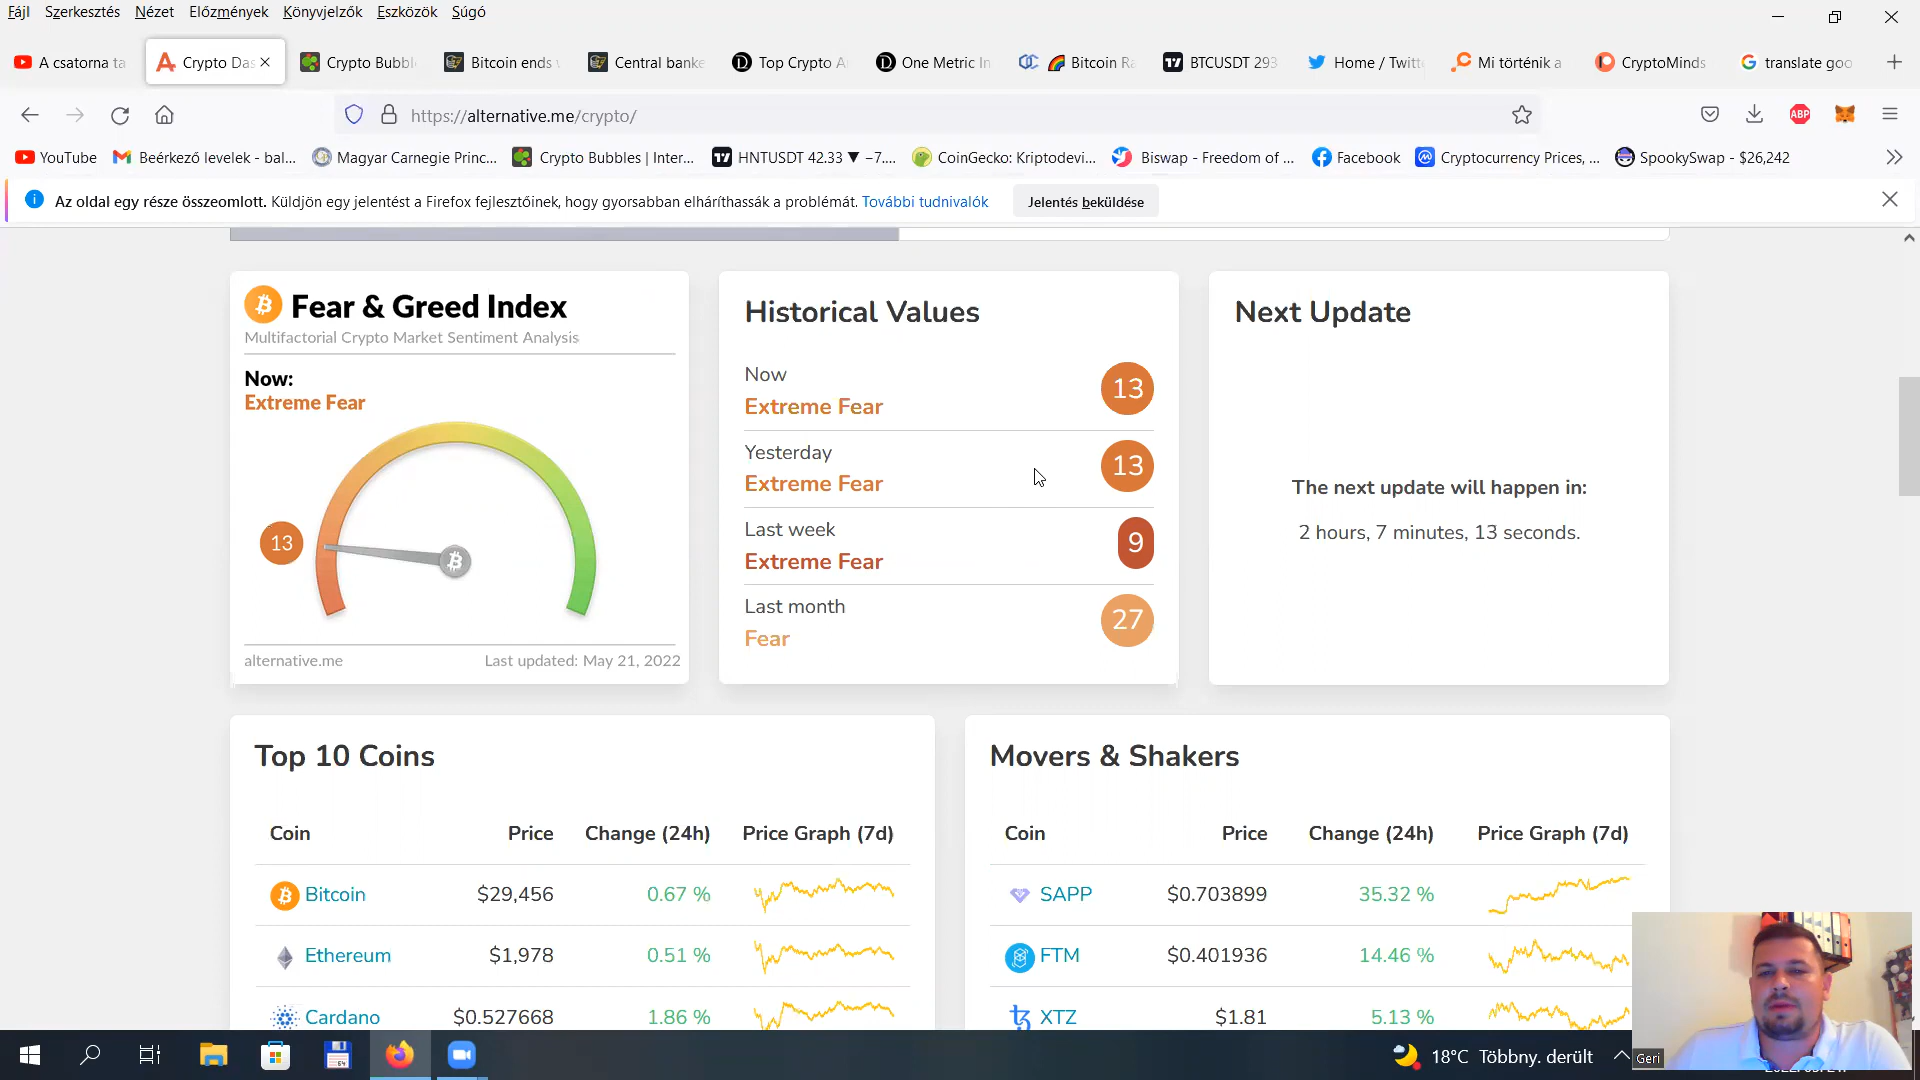 Fájl Szerkesztés Nézet Előzmények Könyvjelzők Eszközök Súgó
A csatorna ta
Crypto Das
Crypto Bubbl
Bitcoin ends
Central banke
Top Crypto A
One Metric In
Bitcoin Ra
BTCUSDT 293
Home / Twitt
Mi történik a
CryptoMinds
translate goo
https://alternative.me/crypto/
ABP
YouTube
Beérkező levelek - bal...
Magyar Carnegie Princ...
Crypto Bubbles | Inter...
HNTUSDT 42.33 ▼ −7....
CoinGecko: Kriptodevi...
Biswap - Freedom of ...
Facebook
Cryptocurrency Prices, ...
SpookySwap - $26,242
Az oldal egy része összeomlott. Küldjön egy jelentést a Firefox fejlesztőinek, hogy gyorsabban elháríthassák a problémát. További tudnivalók
Jelentés beküldése
Fear & Greed Index
Multifactorial Crypto Market Sentiment Analysis
Now:
Extreme Fear
13
alternative.me
Last updated: May 21, 2022
Historical Values
Now
Extreme Fear
13
Yesterday
Extreme Fear
13
Last week
Extreme Fear
9
Last month
Fear
27
Next Update
The next update will happen in:
2 hours, 7 minutes, 13 seconds.
Top 10 Coins
Coin Price Change (24h) Price Graph (7d)
Bitcoin $29,456 0.67 %
Ethereum $1,978 0.51 %
Cardano $0.527668 1.86 %
Movers & Shakers
Coin Price Change (24h) Price Graph (7d)
SAPP $0.703899 35.32 %
FTM $0.401936 14.46 %
XTZ $1.81 5.13 %
64
18°C Többny. derült
Geri